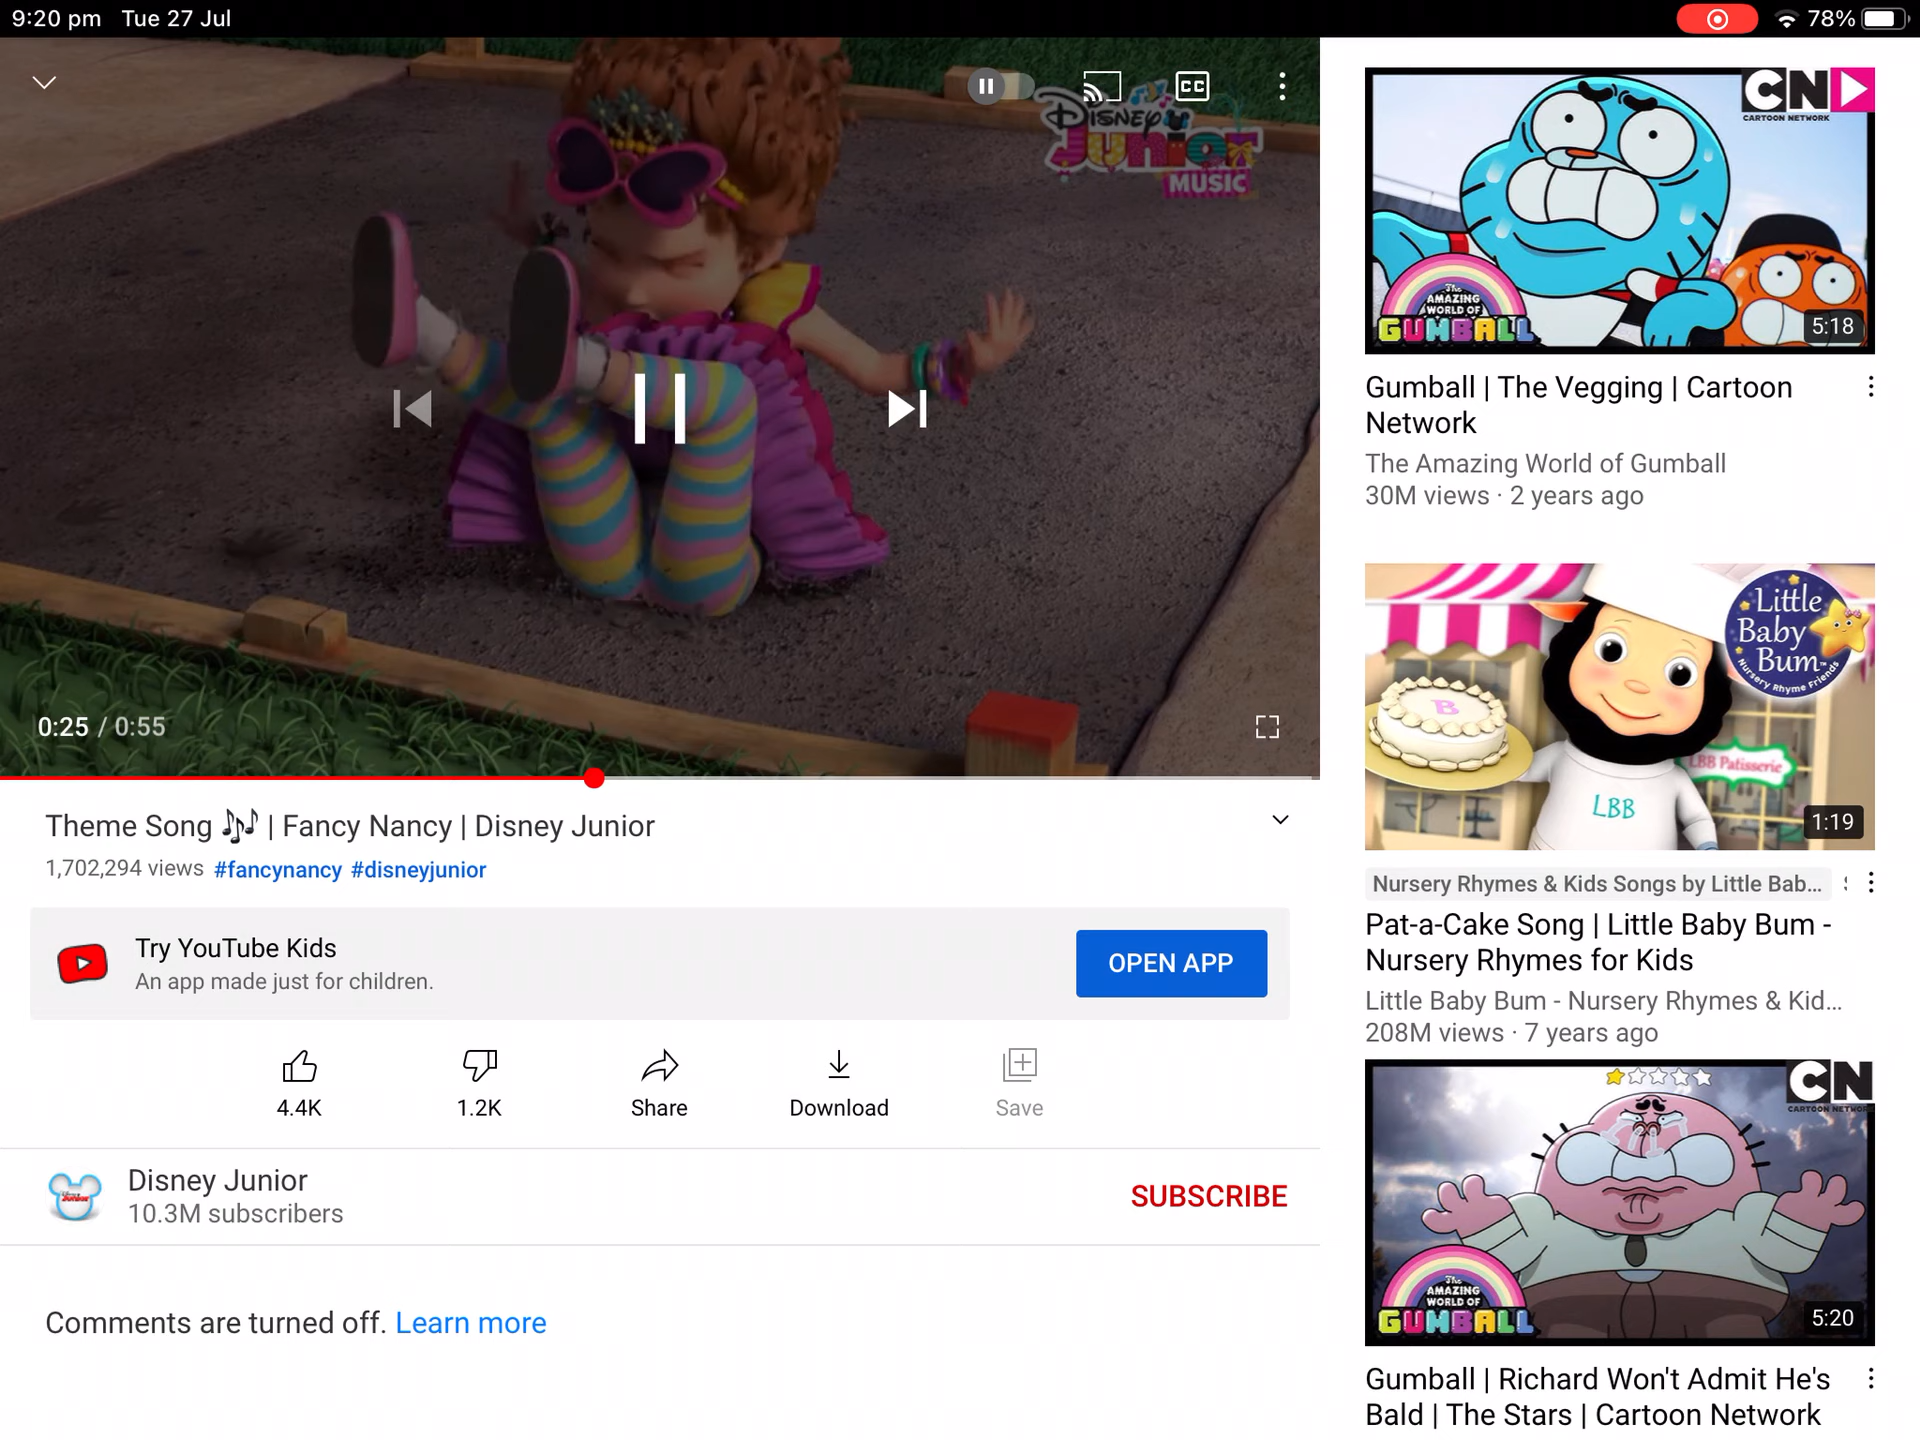 9:20 pm Tue 27 Jul
78%
CC
Disney
Junior
MUSIC
0:25 / 0:55
Theme Song 🎶 | Fancy Nancy | Disney Junior
1,702,294 views #fancynancy #disneyjunior
Try YouTube Kids
An app made just for children.
OPEN APP
4.4K
1.2K
Share
Download
Save
Disney Junior
10.3M subscribers
SUBSCRIBE
Comments are turned off. Learn more
CN
CARTOON NETWORK
The
AMAZING
WORLD OF
GUMBALL
5:18
Gumball | The Vegging | Cartoon
Network
The Amazing World of Gumball
30M views · 2 years ago
Little
Baby
Bum
Nursery Rhyme Friends
B
LBB Patisserie
LBB
1:19
Nursery Rhymes & Kids Songs by Little Bab...
Pat-a-Cake Song | Little Baby Bum -
Nursery Rhymes for Kids
Little Baby Bum - Nursery Rhymes & Kid...
208M views · 7 years ago
CN
CARTOON NETWORK
The
AMAZING
WORLD OF
GUMBALL
5:20
Gumball | Richard Won't Admit He's
Bald | The Stars | Cartoon Network